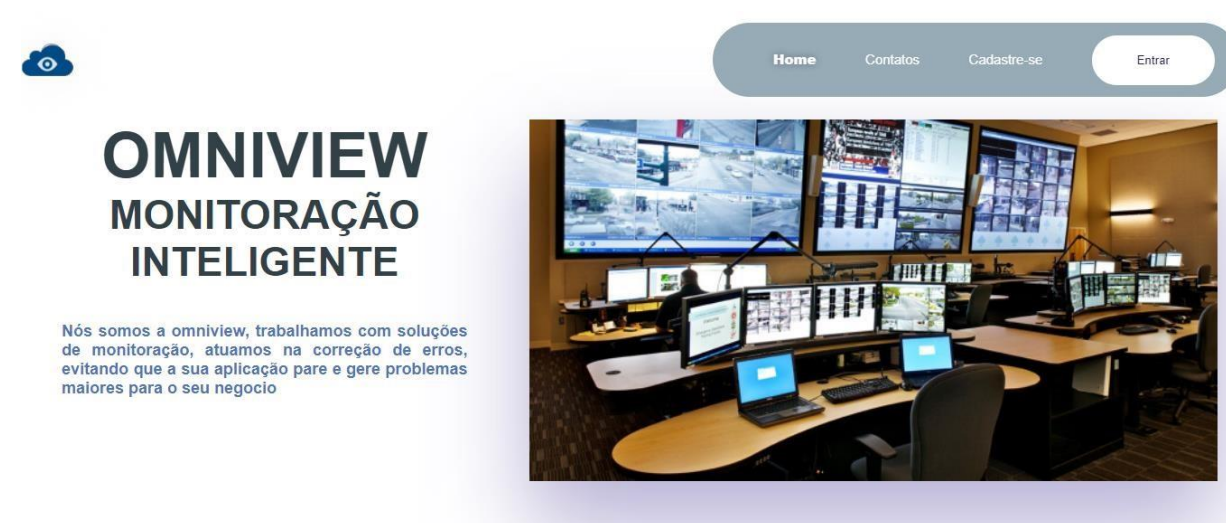 Home Contatos Cadastre-se Entrar
OMNIVIEW
MONITORAÇÃO
INTELIGENTE
Nós somos a omniview, trabalhamos com soluções
de monitoração, atuamos na correção de erros,
evitando que a sua aplicação pare e gere problemas
maiores para o seu negocio